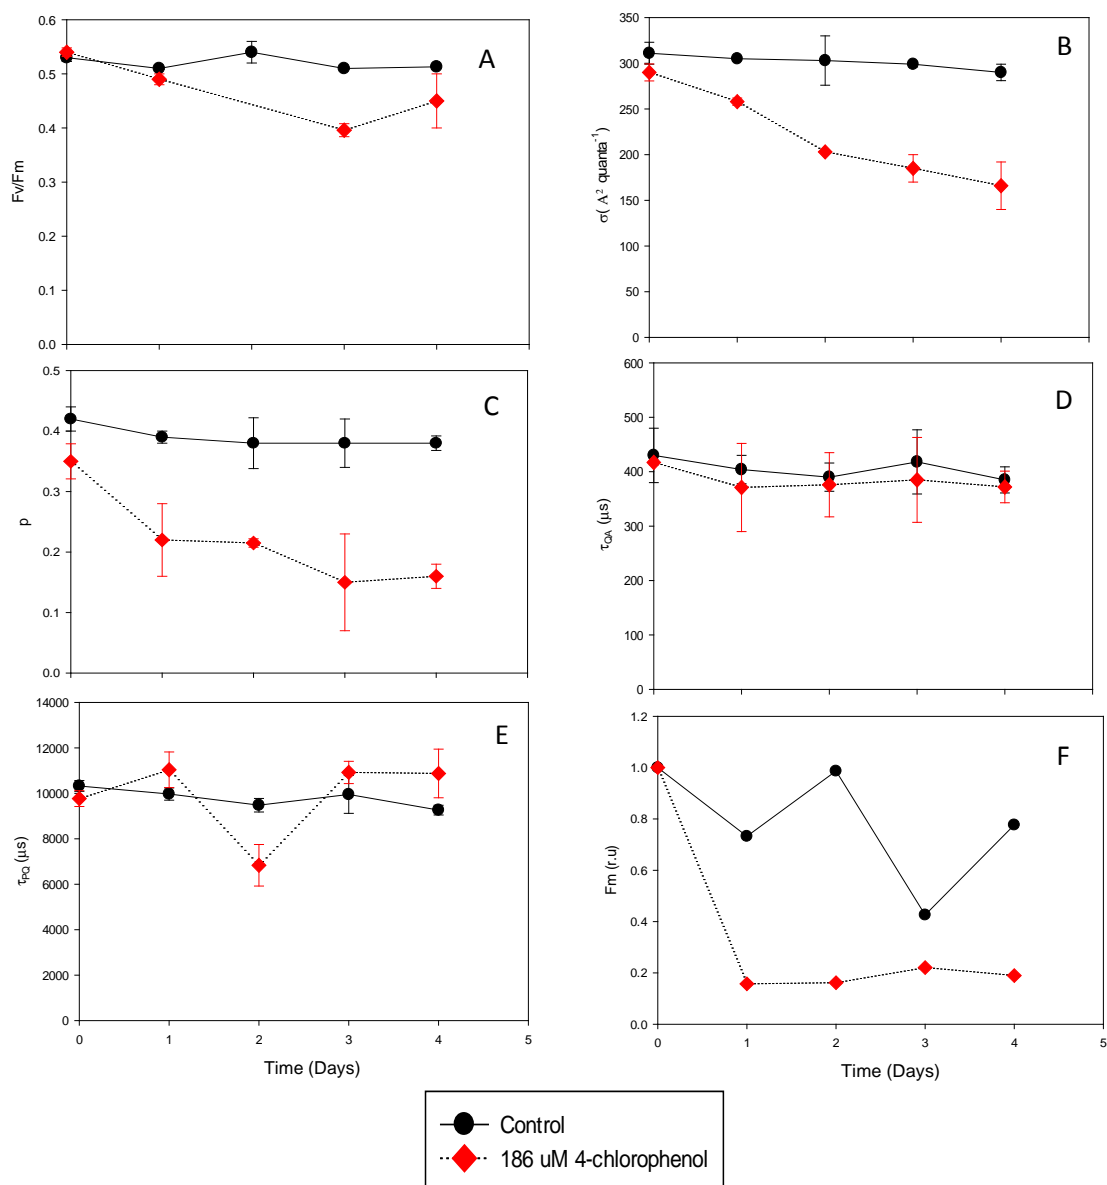 A
0.6
0.5
0.4
0.3
0.2
0.1
0.0
Fv/Fm
B
350
300
250
200
150
100
50
0
σ( A² quanta⁻¹)
C
0.5
0.4
0.3
0.2
0.1
0.0
p
D
600
500
400
300
200
100
0
τQA (μs)
E
14000
12000
10000
8000
6000
4000
2000
0
τPQ (μs)
0 1 2 3 4 5
Time (Days)
F
1.2
1.0
0.8
0.6
0.4
0.2
0.0
Fm (r.u)
0 1 2 3 4 5
Time (Days)
Control
186 uM 4-chlorophenol